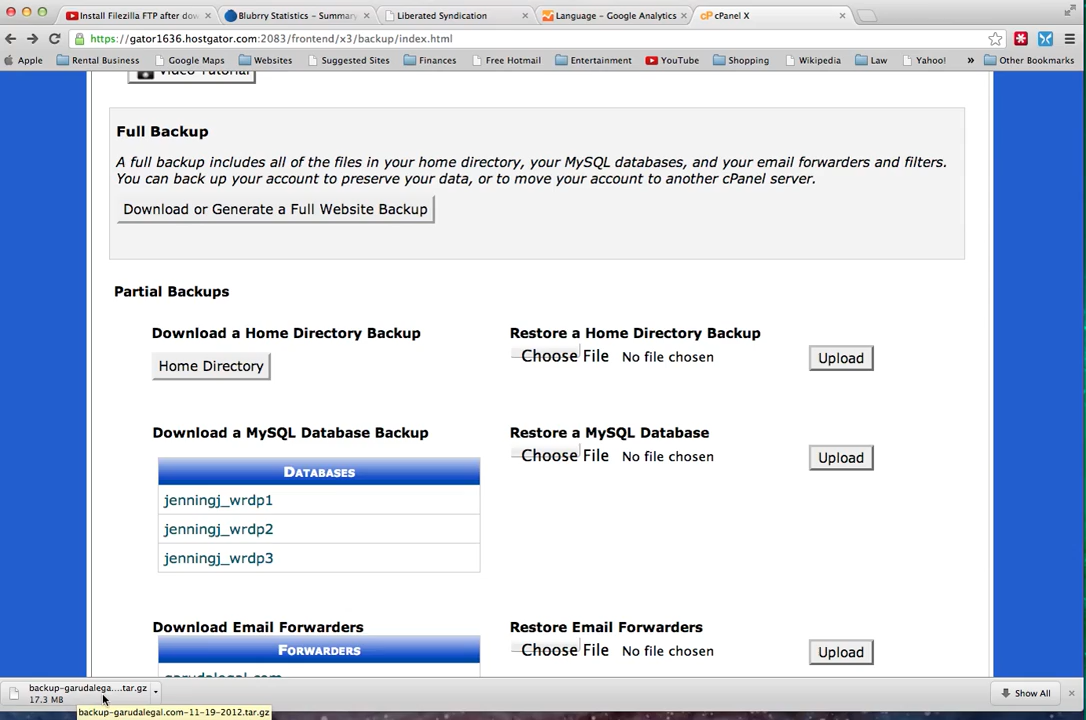 Install Filezilla FTP after dow
Blubrry Statistics – Summary
Liberated Syndication
Language – Google Analytics
cP cPanel X
https://gator1636.hostgator.com:2083/frontend/x3/backup/index.html
Apple
Rental Business
Google Maps
Websites
Suggested Sites
Finances
Free Hotmail
Entertainment
YouTube
Shopping
Wikipedia
Law
Yahoo!
»
Other Bookmarks
Video Tutorial
Full Backup
A full backup includes all of the files in your home directory, your MySQL databases, and your email forwarders and filters.
You can back up your account to preserve your data, or to move your account to another cPanel server.
Download or Generate a Full Website Backup
Partial Backups
Download a Home Directory Backup
Restore a Home Directory Backup
Home Directory
Choose File No file chosen
Upload
Download a MySQL Database Backup
Restore a MySQL Database
Choose File No file chosen
Upload
DATABASES
jenningj_wrdp1
jenningj_wrdp2
jenningj_wrdp3
Download Email Forwarders
Restore Email Forwarders
FORWARDERS
Choose File No file chosen
Upload
garudalegal.com
backup-garudalega....tar.gz
17.3 MB
Show All
backup-garudalegal.com-11-19-2012.tar.gz